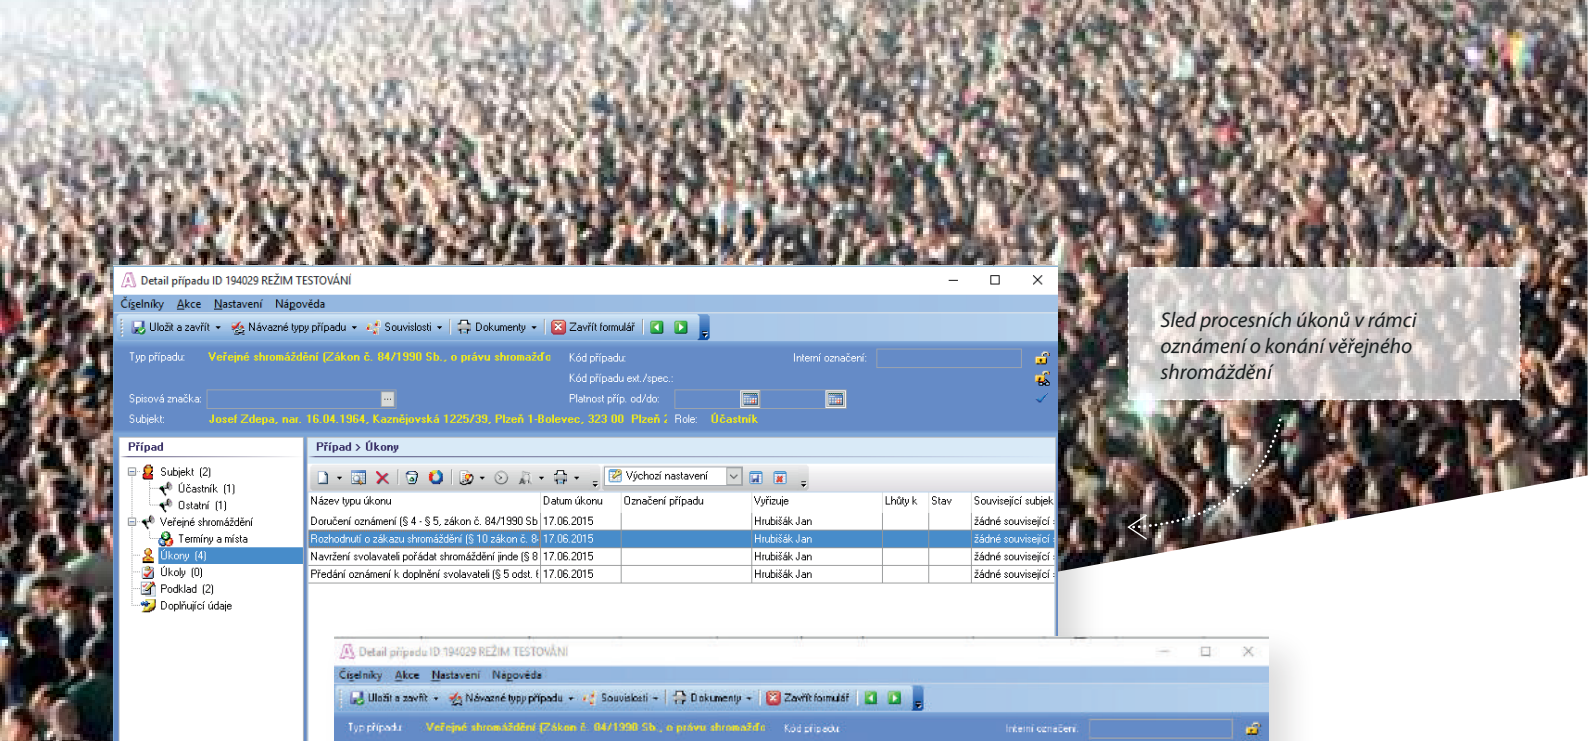 Detail případu ID 194029 REŽIM TESTOVÁNÍ
Číselníky Akce Nastavení Nápověda
Uložit a zavřít Návazné typy případu Souvislosti Dokumenty Zavřít formulář
Typ případu: Veřejné shromáždění (Zákon č. 84/1990 Sb., o právu shromažďo Kód případu: Interní označení:
Kód případu ext./spec.:
Spisová značka: Platnost příp. od/do:
Subjekt: Josef Zdepa, nar. 16.04.1964, Kaznějovská 1225/39, Plzeň 1-Bolevec, 323 00 Plzeň Role: Účastník
Případ
Subjekt (2)
Účastník (1)
Ostatní (1)
Veřejné shromáždění
Termíny a místa
Úkony (4)
Úkoly (0)
Podklad (2)
Doplňující údaje
Případ > Úkony
Výchozí nastavení
Název typu úkonu Datum úkonu Označení případu Vyřizuje Lhůty k Stav Související subjek
Doručení oznámení (§ 4 - § 5, zákon č. 84/1990 Sb 17.06.2015 Hrubišák Jan žádné související
Rozhodnutí o zákazu shromáždění (§ 10 zákon č. 8 17.06.2015 Hrubišák Jan žádné související
Navržení svolavateli pořádat shromáždění jinde (§ 8 17.06.2015 Hrubišák Jan žádné související
Předání oznámení k doplnění svolavateli (§ 5 odst. 6 17.06.2015 Hrubišák Jan žádné související
Sled procesních úkonů v rámci
oznámení o konání věřejného
shromáždění
Detail případu ID 194029 REŽIM TESTOVÁNÍ
Číselníky Akce Nastavení Nápověda
Uložit a zavřít Návazné typy případu Souvislosti Dokumenty Zavřít formulář
Typ případu: Veřejné shromáždění (Zákon č. 84/1990 Sb., o právu shromažďo Kód případu: Interní označení: